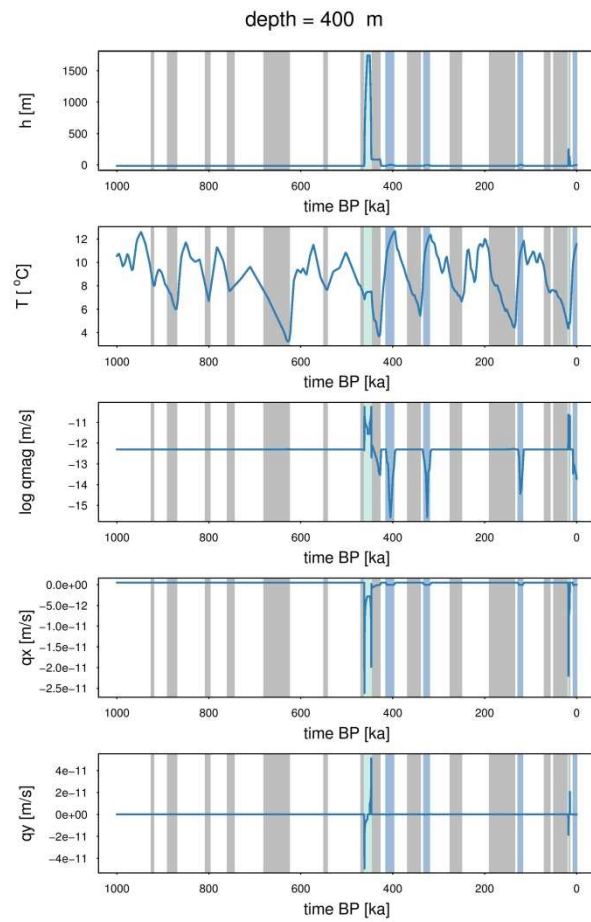 depth = 400 m
h [m]
1500
1000
500
0
1000 800 600 400 200 0
time BP [ka]
T [ °C]
12
10
8
6
4
1000 800 600 400 200 0
time BP [ka]
log qmag [m/s]
−11
−12
−13
−14
−15
1000 800 600 400 200 0
time BP [ka]
qx [m/s]
0.0e+00
−5.0e−12
−1.0e−11
−1.5e−11
−2.0e−11
−2.5e−11
1000 800 600 400 200 0
time BP [ka]
qy [m/s]
4e−11
2e−11
0e+00
−2e−11
−4e−11
1000 800 600 400 200 0
time BP [ka]